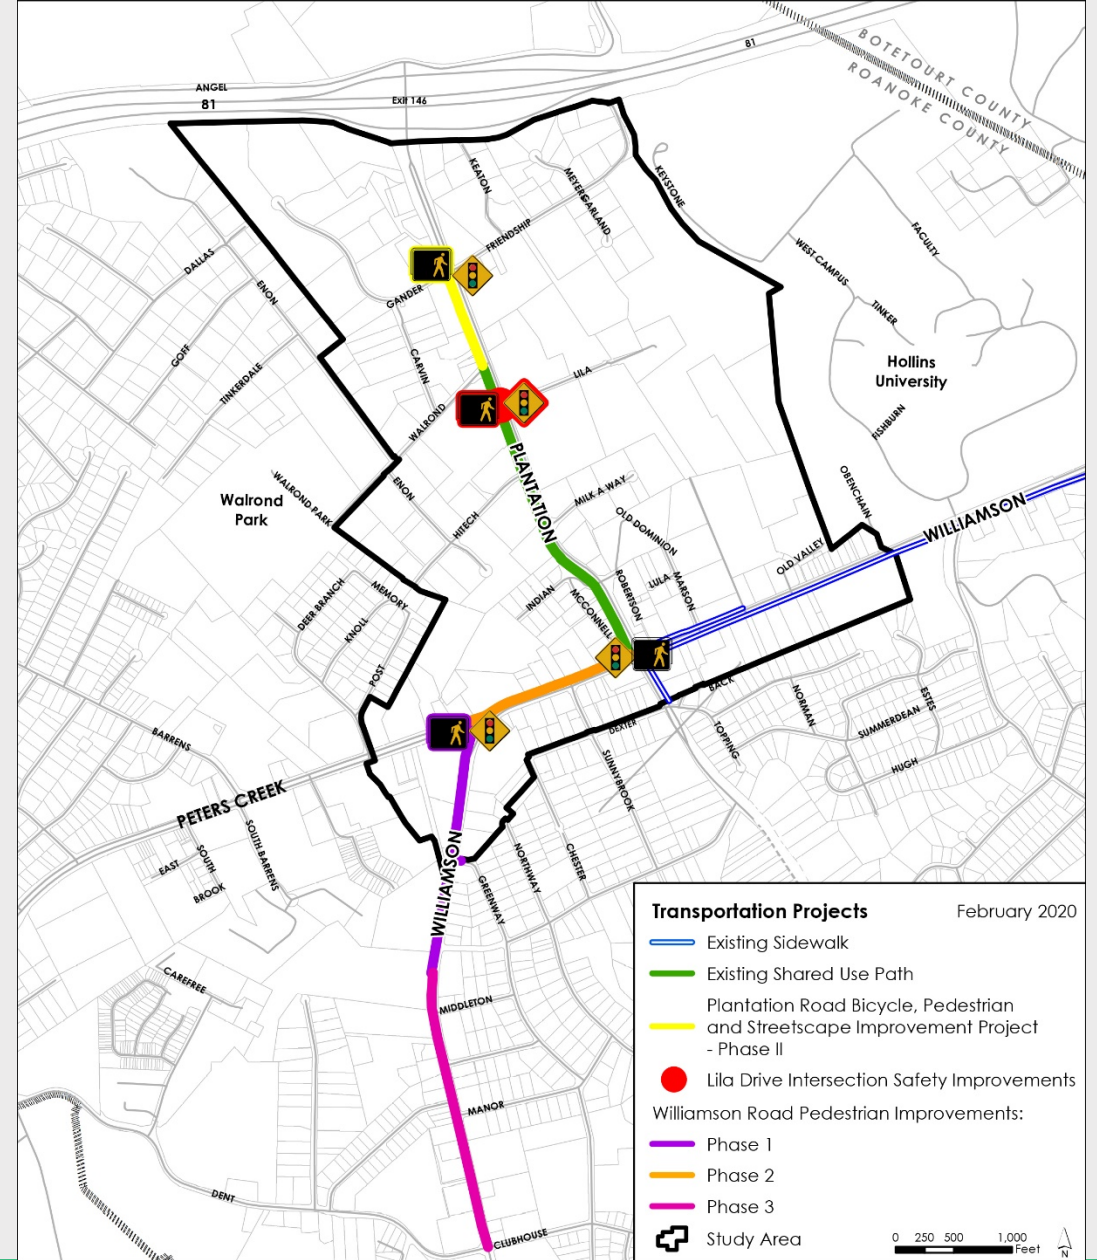 BOTETOURT COUNTY
ROANOKE COUNTY
81
ANGEL
81
Exit 146
KEATON
MEYERS
GARLAND
KEYSTONE
FRIENDSHIP
FACULTY
WEST CAMPUS
TINKER
DALLAS
ENON
GANDER
GOFF
CARVIN
LILA
Hollins
University
TINKERDALE
WALROND
FISHBURN
PLANTATION
Walrond
Park
WALROND PARK
ENON
HITECH
MILK A WAY
OBENCHAIN
WILLIAMSON
OLD DOMINION
OLD VALLEY
DEER BRANCH
MEMORY
INDIAN
MCCONNELL
ROBERTSON
LULA
MARSON
KNOLL
POST
BACK
NORMAN
ESTES
BARRENS
DEXTER
TOPPING
SUMMERDEAN
SUNNYBROOK
HUGH
PETERS CREEK
EAST
SOUTH
BROOK
SOUTH BARRENS
WILLIAMSON
GREENWAY
NORTHWAY
CHESTER
CAREFREE
MIDDLETON
MANOR
DENT
CLUBHOUSE
Transportation Projects
February 2020
Existing Sidewalk
Existing Shared Use Path
Plantation Road Bicycle, Pedestrian
and Streetscape Improvement Project
- Phase II
Lila Drive Intersection Safety Improvements
Williamson Road Pedestrian Improvements:
Phase 1
Phase 2
Phase 3
Study Area
0 250 500 1,000
Feet
N